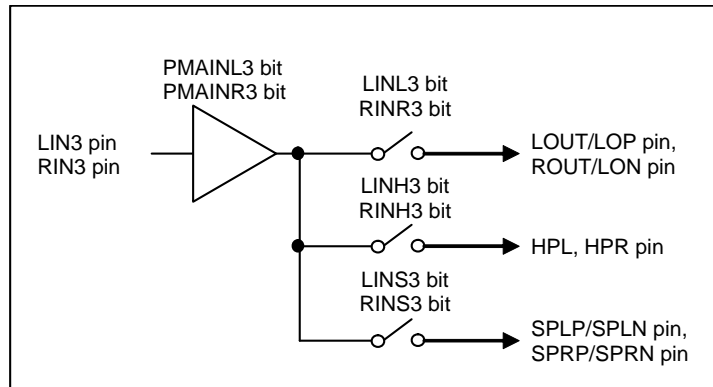 PMAINL3 bit
PMAINR3 bit
LINL3 bit
RINR3 bit
LIN3 pin
RIN3 pin
LOUT/LOP pin,
ROUT/LON pin
LINH3 bit
RINH3 bit
HPL, HPR pin
LINS3 bit
RINS3 bit
SPLP/SPLN pin,
SPRP/SPRN pin